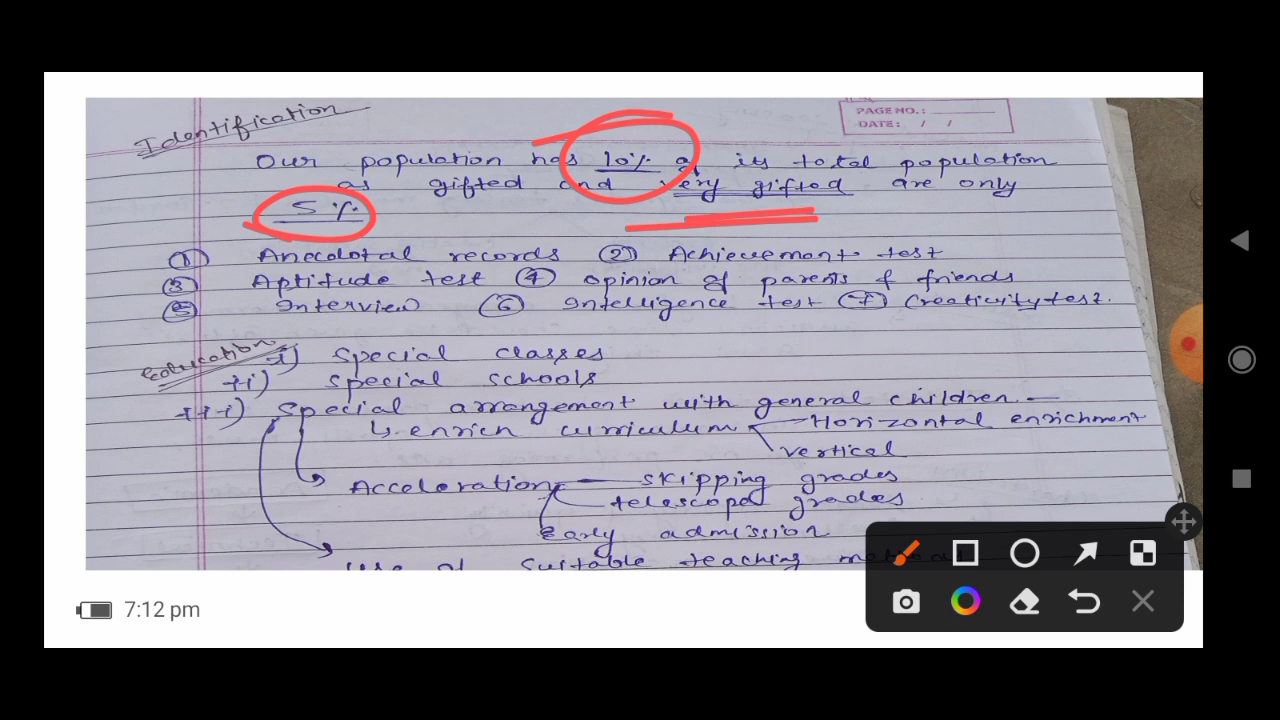 Identification
PAGE NO.:
DATE: / /
Our population has 10% of its total population
as gifted and very gifted are only
5 %
① Anecdotal records ② Achievement test
③ Aptitude test ④ opinion of parents & friends
⑤ Interview ⑥ Intelligence test ⑦ Creativity test.
Education i) special classes
ii) special schools
iii) special arrangement with general children -
↳ enrich curriculum Horizontal enrichment
vertical
Acceleration skipping grades
telescoped grades
Early admission
use of suitable teaching
7:12 pm